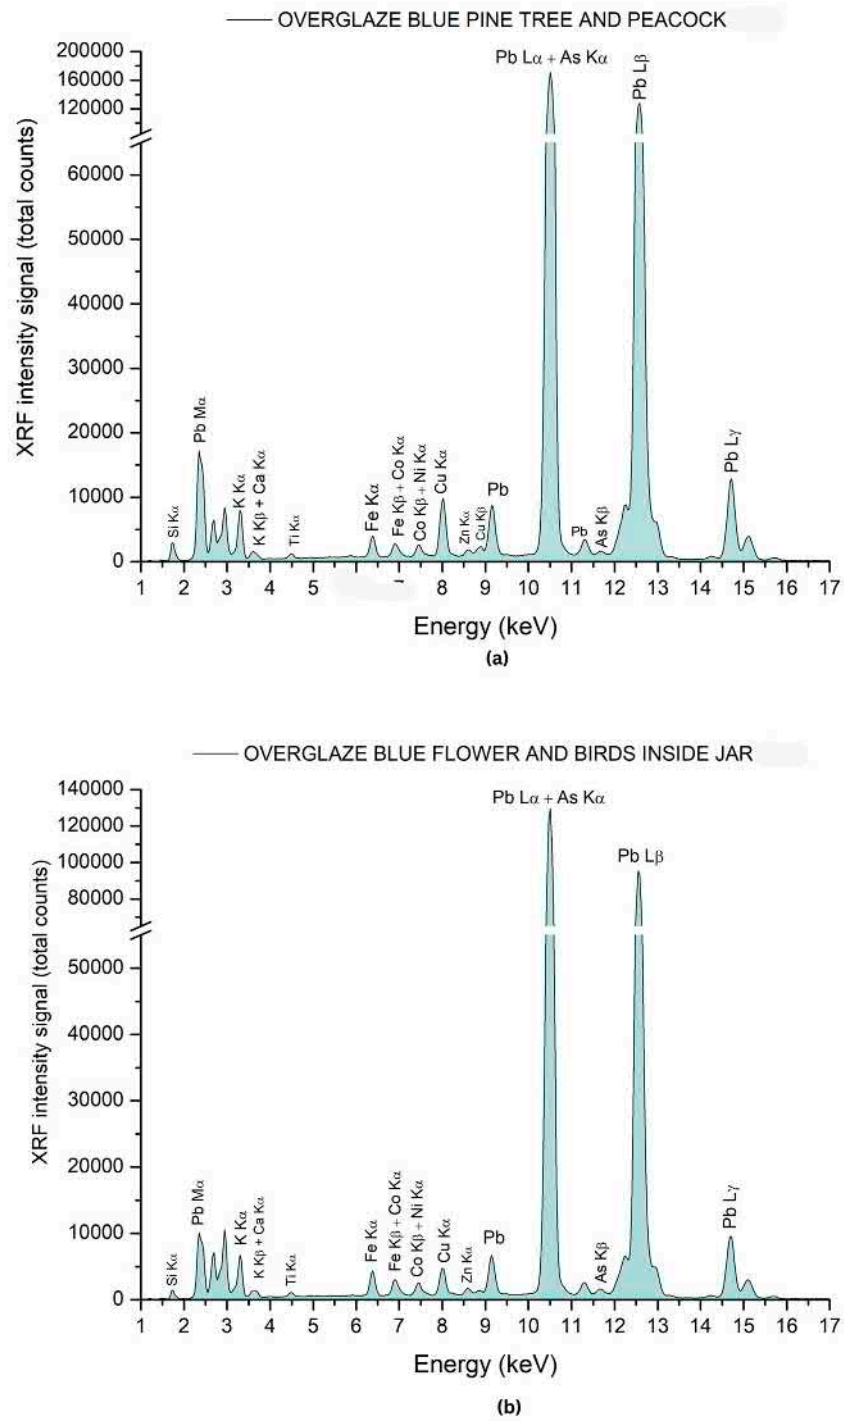 OVERGLAZE BLUE PINE TREE AND PEACOCK
XRF intensity signal (total counts)
200000
160000
120000
60000
50000
40000
30000
20000
10000
0
Si Kα
Pb Mα
K Kα
K Kβ + Ca Kα
Ti Kα
Fe Kα
Fe Kβ + Co Kα
Co Kβ + Ni Kα
Cu Kα
Zn Kα
Cu Kβ
Pb
Pb Lα + As Kα
Pb
As Kβ
Pb Lβ
Pb Lγ
1 2 3 4 5 7 8 9 10 11 12 13 14 15 16 17
Energy (keV)
(a)
OVERGLAZE BLUE FLOWER AND BIRDS INSIDE JAR
XRF intensity signal (total counts)
140000
120000
100000
80000
50000
40000
30000
20000
10000
0
Si Kα
Pb Mα
K Kα
K Kβ + Ca Kα
Ti Kα
Fe Kα
Fe Kβ + Co Kα
Co Kβ + Ni Kα
Cu Kα
Zn Kα
Pb
Pb Lα + As Kα
As Kβ
Pb Lβ
Pb Lγ
1 2 3 4 5 6 7 8 9 10 11 12 13 14 15 16 17
Energy (keV)
(b)